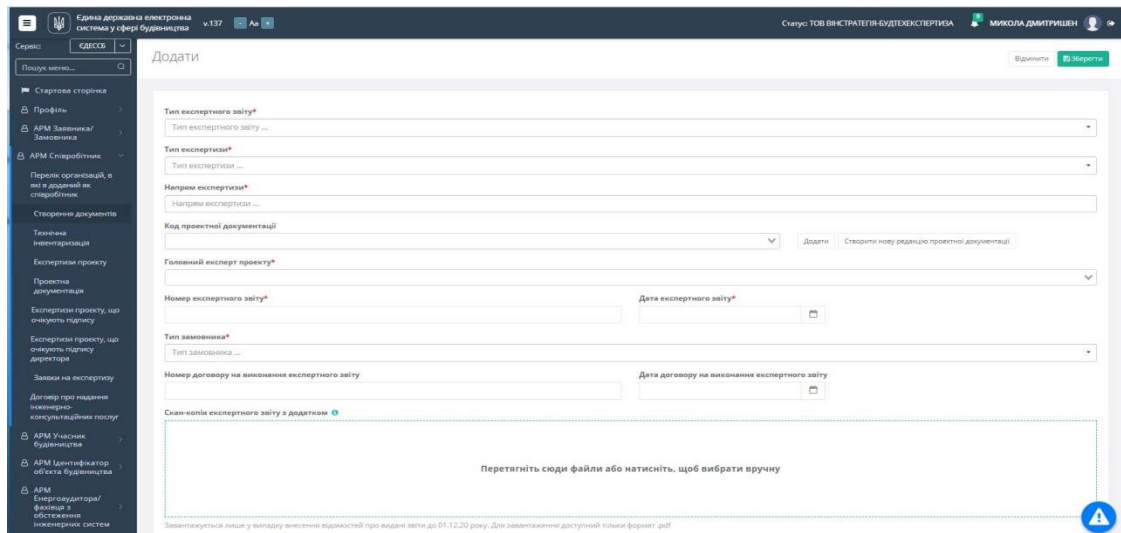 Єдина державна електронна
система у сфері будівництва
v.137
- Aa +
Статус: ТОВ ВІНСТРАТЕГІЯ-БУДТЕХЕКСПЕРТИЗА
МИКОЛА ДМИТРИШЕН
Сервіс: ЄДЕССБ
Пошук меню...
Стартова сторінка
Профіль
АРМ Заявника/
Замовника
АРМ Співробітник
Перелік організацій, в
які я доданий як
співробітник
Створення документів
Технічна
інвентаризація
Експертизи проєкту
Проектна
документація
Експертизи проєкту, що
очікують підпису
Експертизи проєкту, що
очікують підпису
директора
Заявки на експертизу
Договір про надання
інженерно-
консультаційних послуг
АРМ Учасник
будівництва
АРМ Ідентифікатор
об'єкта будівництва
АРМ
Енергоаудитора/
фахівця з
обстеження
інженерних систем
Додати
Відмінити
Зберегти
Тип експертного звіту*
Тип експертного звіту ...
Тип експертизи*
Тип експертизи ...
Напрям експертизи*
Напрям експертизи ...
Код проектної документації
Додати
Створити нову редакцію проектної документації
Головний експерт проекту*
Номер експертного звіту*
Дата експертного звіту*
Тип замовника*
Тип замовника ...
Номер договору на виконання експертного звіту
Дата договору на виконання експертного звіту
Скан-копія експертного звіту з додатком
Перетягніть сюди файли або натисніть, щоб вибрати вручну
Завантажується лише у випадку внесення відомостей про видані звіти до 01.12.20 року. Для завантаження доступний тільки формат .pdf